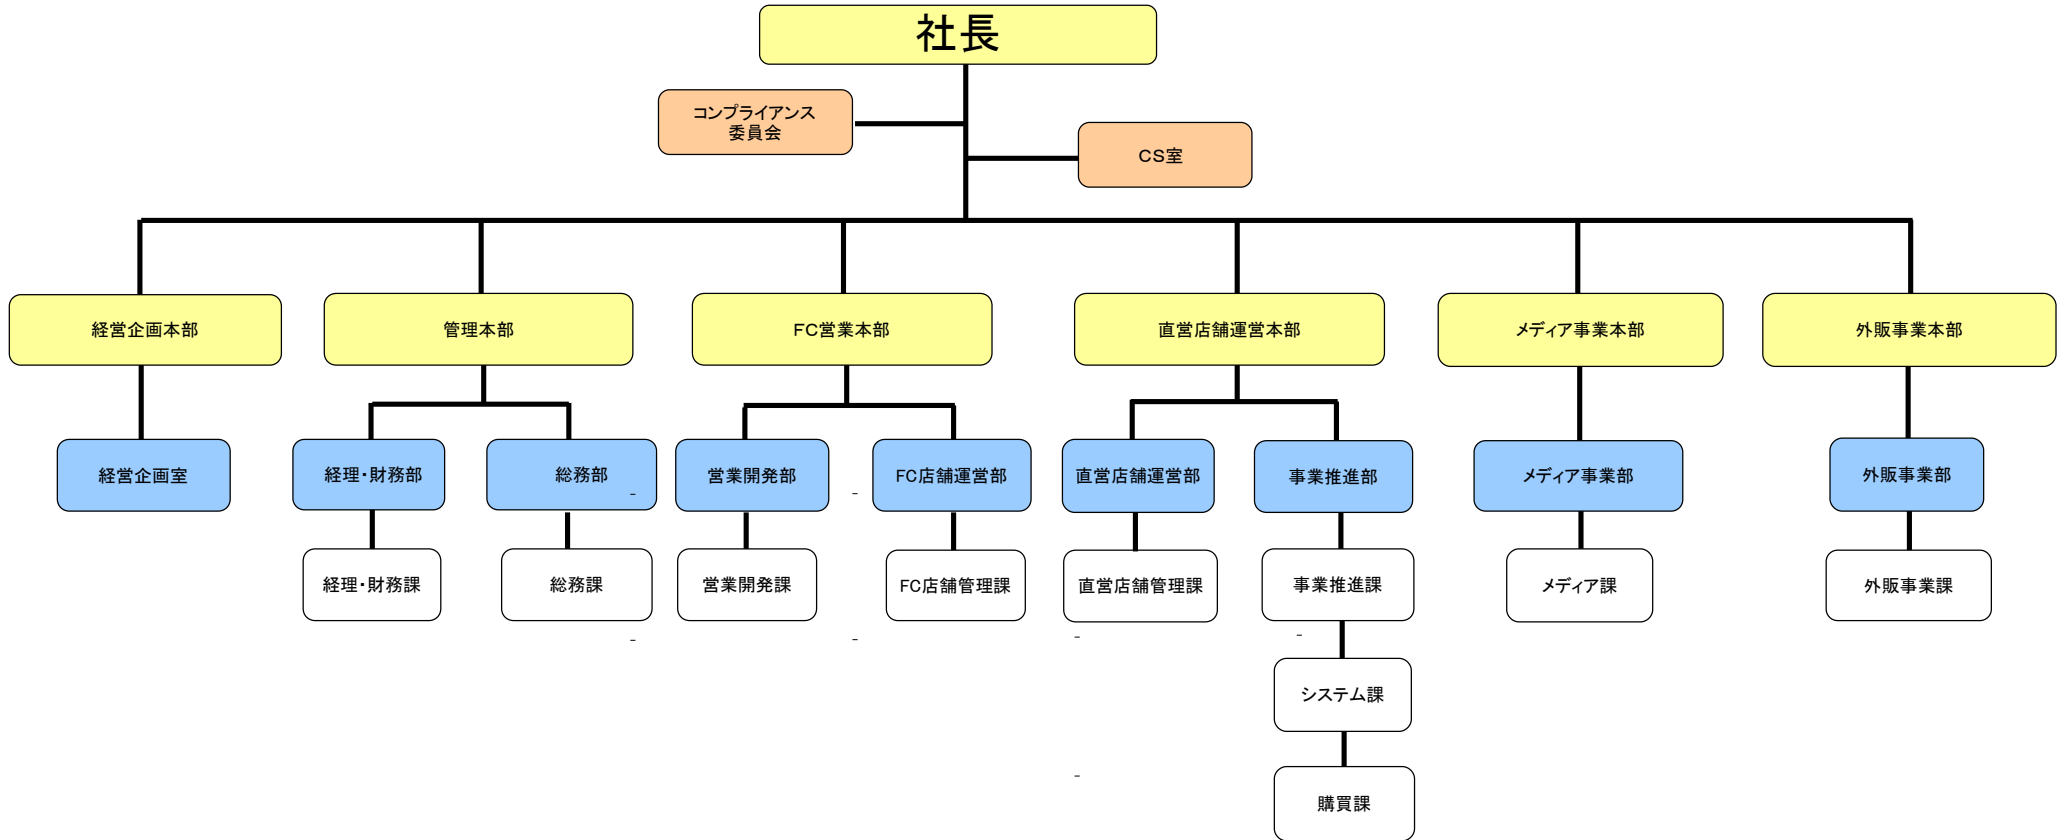 社長
コンプライアンス
委員会
CS室
経営企画本部
管理本部
FC営業本部
直営店舗運営本部
メディア事業本部
外販事業本部
経営企画室
経理・財務部
総務部
営業開発部
FC店舗運営部
直営店舗運営部
事業推進部
メディア事業部
外販事業部
経理・財務課
総務課
営業開発課
FC店舗管理課
直営店舗管理課
事業推進課
メディア課
外販事業課
システム課
購買課